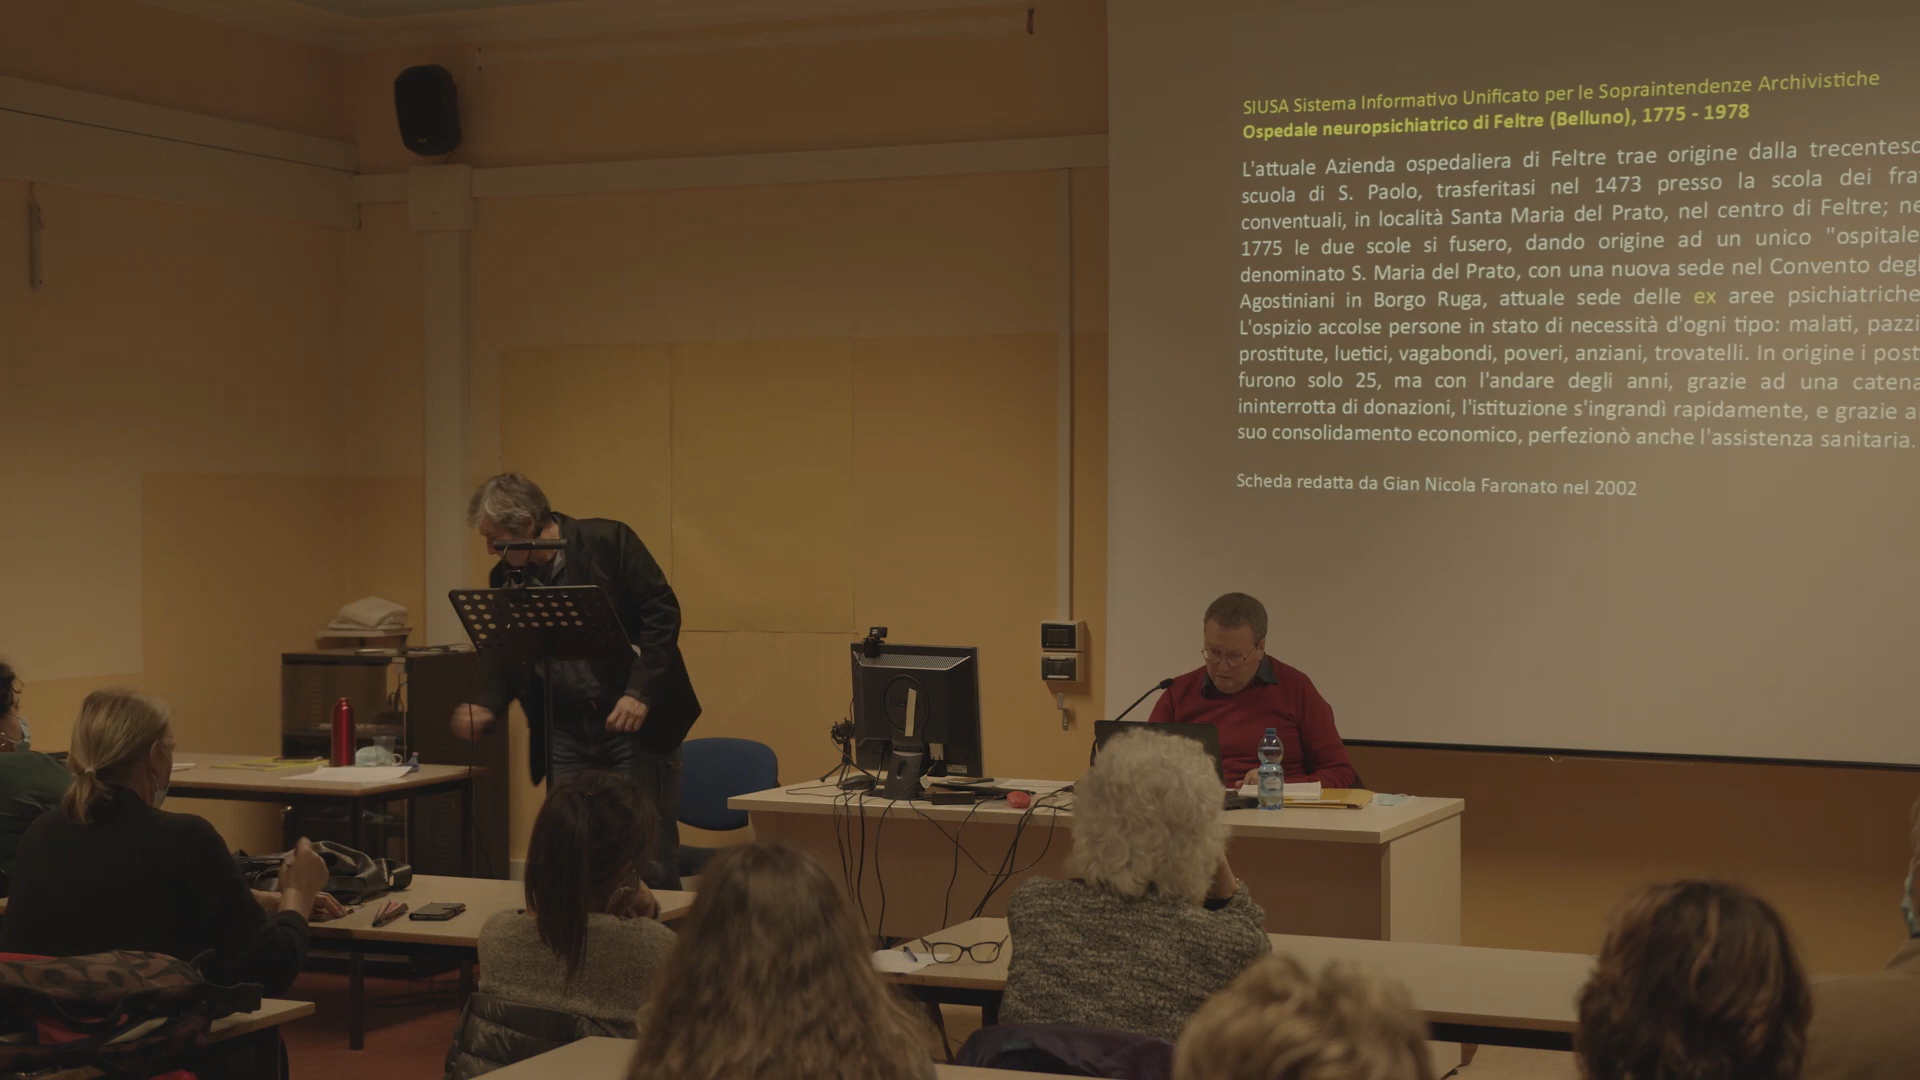 SIUSA Sistema Informativo Unificato per le Sopraintendenze Archivistiche
Ospedale neuropsichiatrico di Feltre (Belluno), 1775 - 1978
L'attuale Azienda ospedaliera di Feltre trae origine dalla trecentesc
scuola di S. Paolo, trasferitasi nel 1473 presso la scola dei fra
conventuali, in località Santa Maria del Prato, nel centro di Feltre; ne
1775 le due scole si fusero, dando origine ad un unico "ospitale
denominato S. Maria del Prato, con una nuova sede nel Convento degl
Agostiniani in Borgo Ruga, attuale sede delle ex aree psichiatriche
L'ospizio accolse persone in stato di necessità d'ogni tipo: malati, pazzi
prostitute, luetici, vagabondi, poveri, anziani, trovatelli. In origine i post
furono solo 25, ma con l'andare degli anni, grazie ad una catena
ininterrotta di donazioni, l'istituzione s'ingrandì rapidamente, e grazie a
suo consolidamento economico, perfezionò anche l'assistenza sanitaria.
Scheda redatta da Gian Nicola Faronato nel 2002